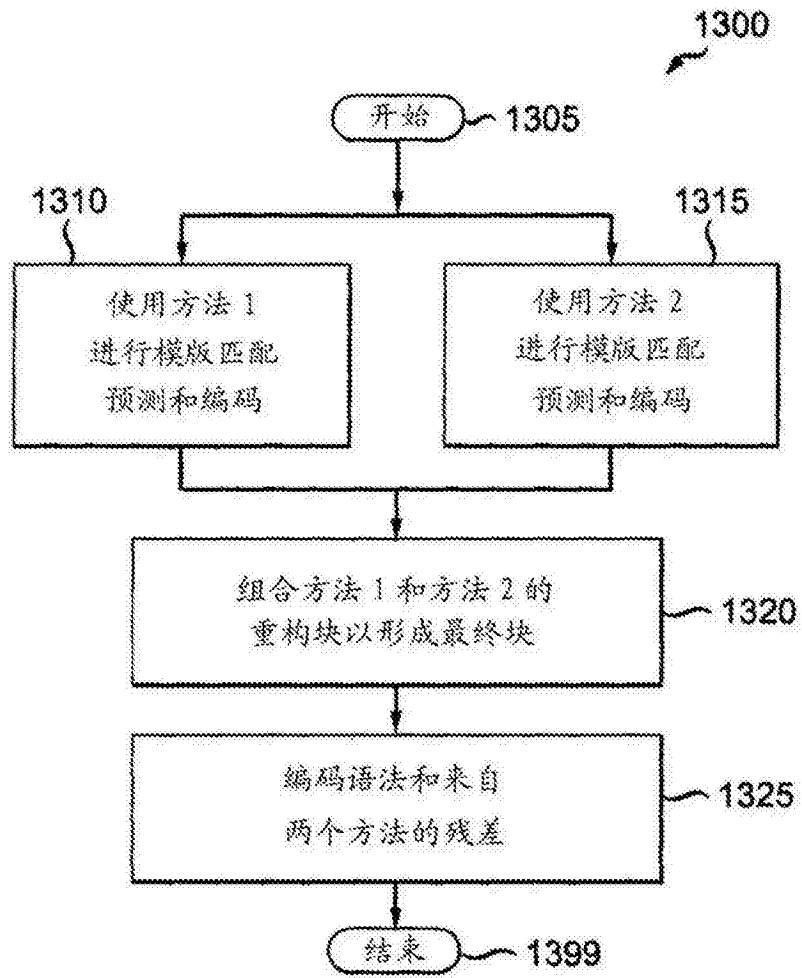 1300
开始
1305
1310
1315
使用方法 1
进行模版匹配
预测和编码
使用方法 2
进行模版匹配
预测和编码
组合方法 1 和方法 2 的
重构块以形成最终块
1320
编码语法和来自
两个方法的残差
1325
结束
1399